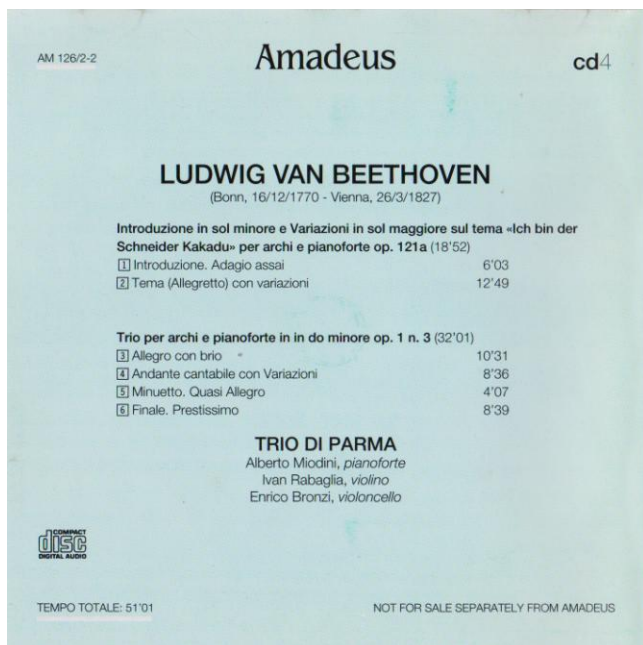 AM 126/2-2
Amadeus
cd4
LUDWIG VAN BEETHOVEN
(Bonn, 16/12/1770 - Vienna, 26/3/1827)
Introduzione in sol minore e Variazioni in sol maggiore sul tema «Ich bin der
Schneider Kakadu» per archi e pianoforte op. 121a (18'52)
1 Introduzione. Adagio assai 6'03
2 Tema (Allegretto) con variazioni 12'49
Trio per archi e pianoforte in in do minore op. 1 n. 3 (32'01)
3 Allegro con brio 10'31
4 Andante cantabile con Variazioni 8'36
5 Minuetto. Quasi Allegro 4'07
6 Finale. Prestissimo 8'39
TRIO DI PARMA
Alberto Miodini, pianoforte
Ivan Rabaglia, violino
Enrico Bronzi, violoncello
COMPACT
disc
DIGITAL AUDIO
TEMPO TOTALE: 51'01
NOT FOR SALE SEPARATELY FROM AMADEUS